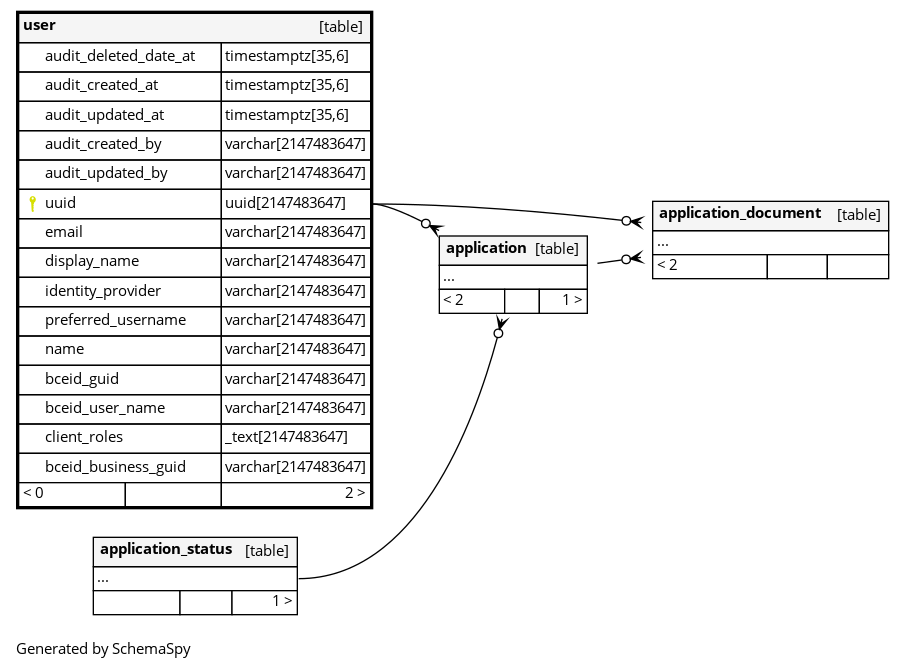 user [table]
audit_deleted_date_at timestamptz[35,6]
audit_created_at timestamptz[35,6]
audit_updated_at timestamptz[35,6]
audit_created_by varchar[2147483647]
audit_updated_by varchar[2147483647]
uuid uuid[2147483647]
email varchar[2147483647]
display_name varchar[2147483647]
identity_provider varchar[2147483647]
preferred_username varchar[2147483647]
name varchar[2147483647]
bceid_guid varchar[2147483647]
bceid_user_name varchar[2147483647]
client_roles _text[2147483647]
bceid_business_guid varchar[2147483647]
< 0 2 >
application [table]
...
< 2 1 >
application_document [table]
...
< 2
application_status [table]
...
1 >
Generated by SchemaSpy